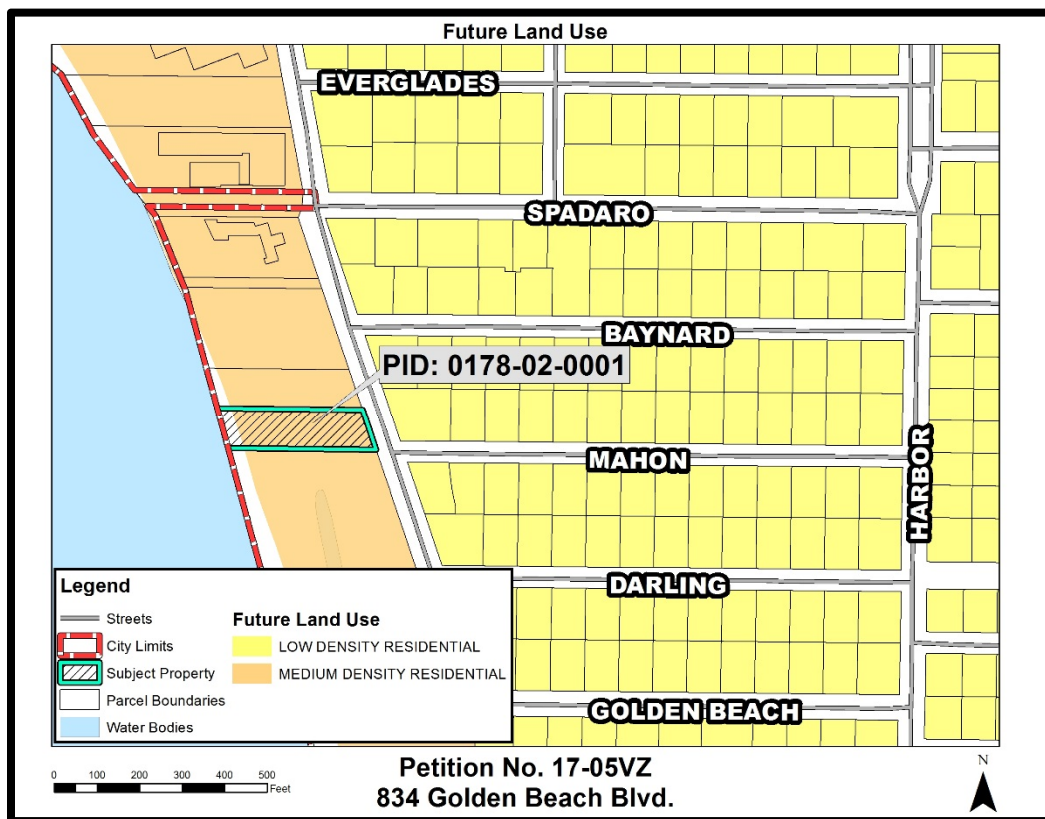 Future Land Use
EVERGLADES
SPADARO
BAYNARD
PID: 0178-02-0001
MAHON
HARBOR
DARLING
GOLDEN BEACH
Legend
Streets
City Limits
Subject Property
Parcel Boundaries
Water Bodies
Future Land Use
LOW DENSITY RESIDENTIAL
MEDIUM DENSITY RESIDENTIAL
0 100 200 300 400 500
Feet
Petition No. 17-05VZ
834 Golden Beach Blvd.
N